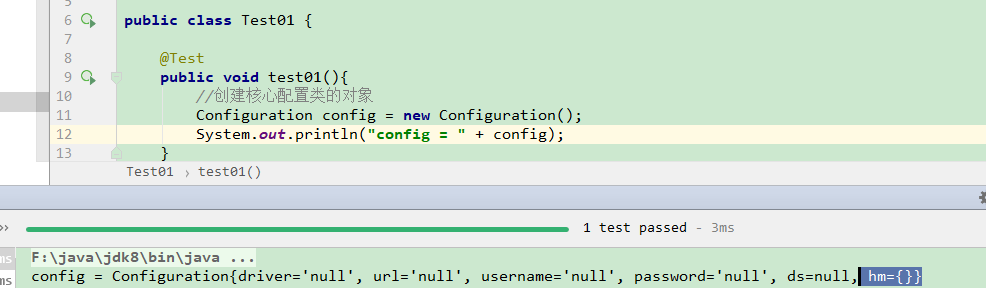 5
6 public class Test01 {
7
8 @Test
9 public void test01(){
10 //创建核心配置类的对象
11 Configuration config = new Configuration();
12 System.out.println("config = " + config);
13 }
Test01 › test01()
» 1 test passed - 3ms
ms F:\java\jdk8\bin\java ...
ms config = Configuration{driver='null', url='null', username='null', password='null', ds=null, hm={}}